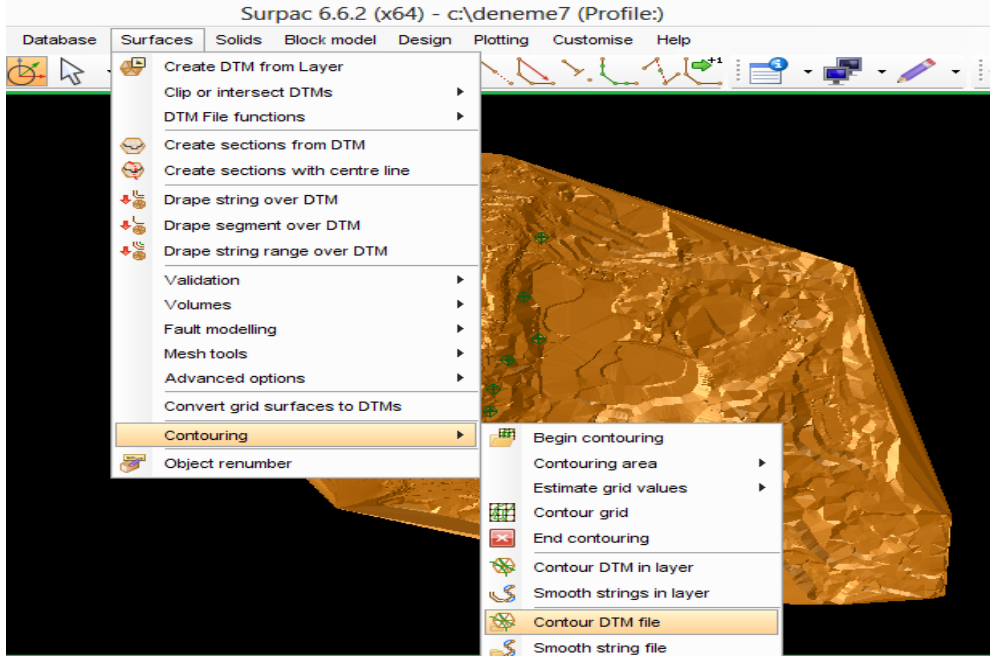 Surpac 6.6.2 (x64) - c:\deneme7 (Profile:)
Database Surfaces Solids Block model Design Plotting Customise Help
Create DTM from Layer
Clip or intersect DTMs
DTM File functions
Create sections from DTM
Create sections with centre line
Drape string over DTM
Drape segment over DTM
Drape string range over DTM
Validation
Volumes
Fault modelling
Mesh tools
Advanced options
Convert grid surfaces to DTMs
Contouring
Object renumber
Begin contouring
Contouring area
Estimate grid values
Contour grid
End contouring
Contour DTM in layer
Smooth strings in layer
Contour DTM file
Smooth string file